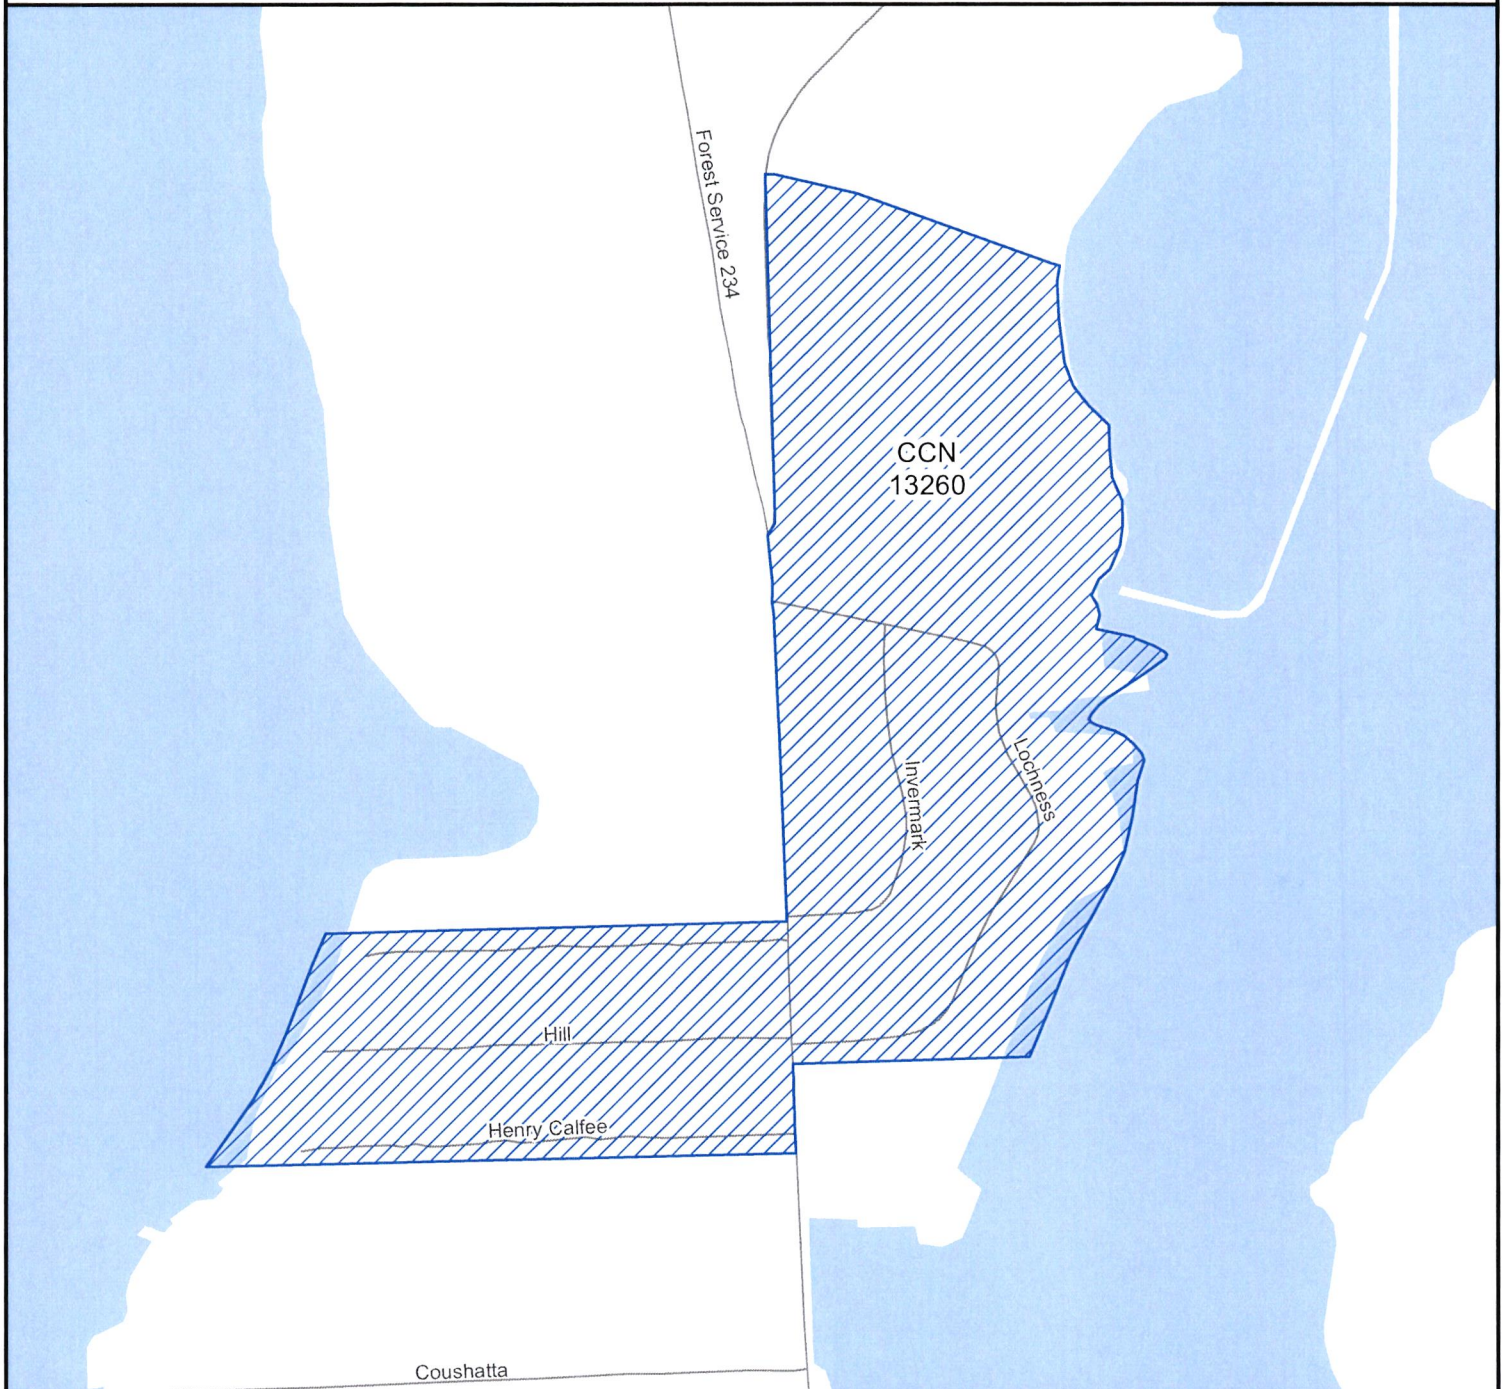 Forest Service 234
CCN
13260
Lochness
Invermark
Hill
Henry Calfee
Coushatta